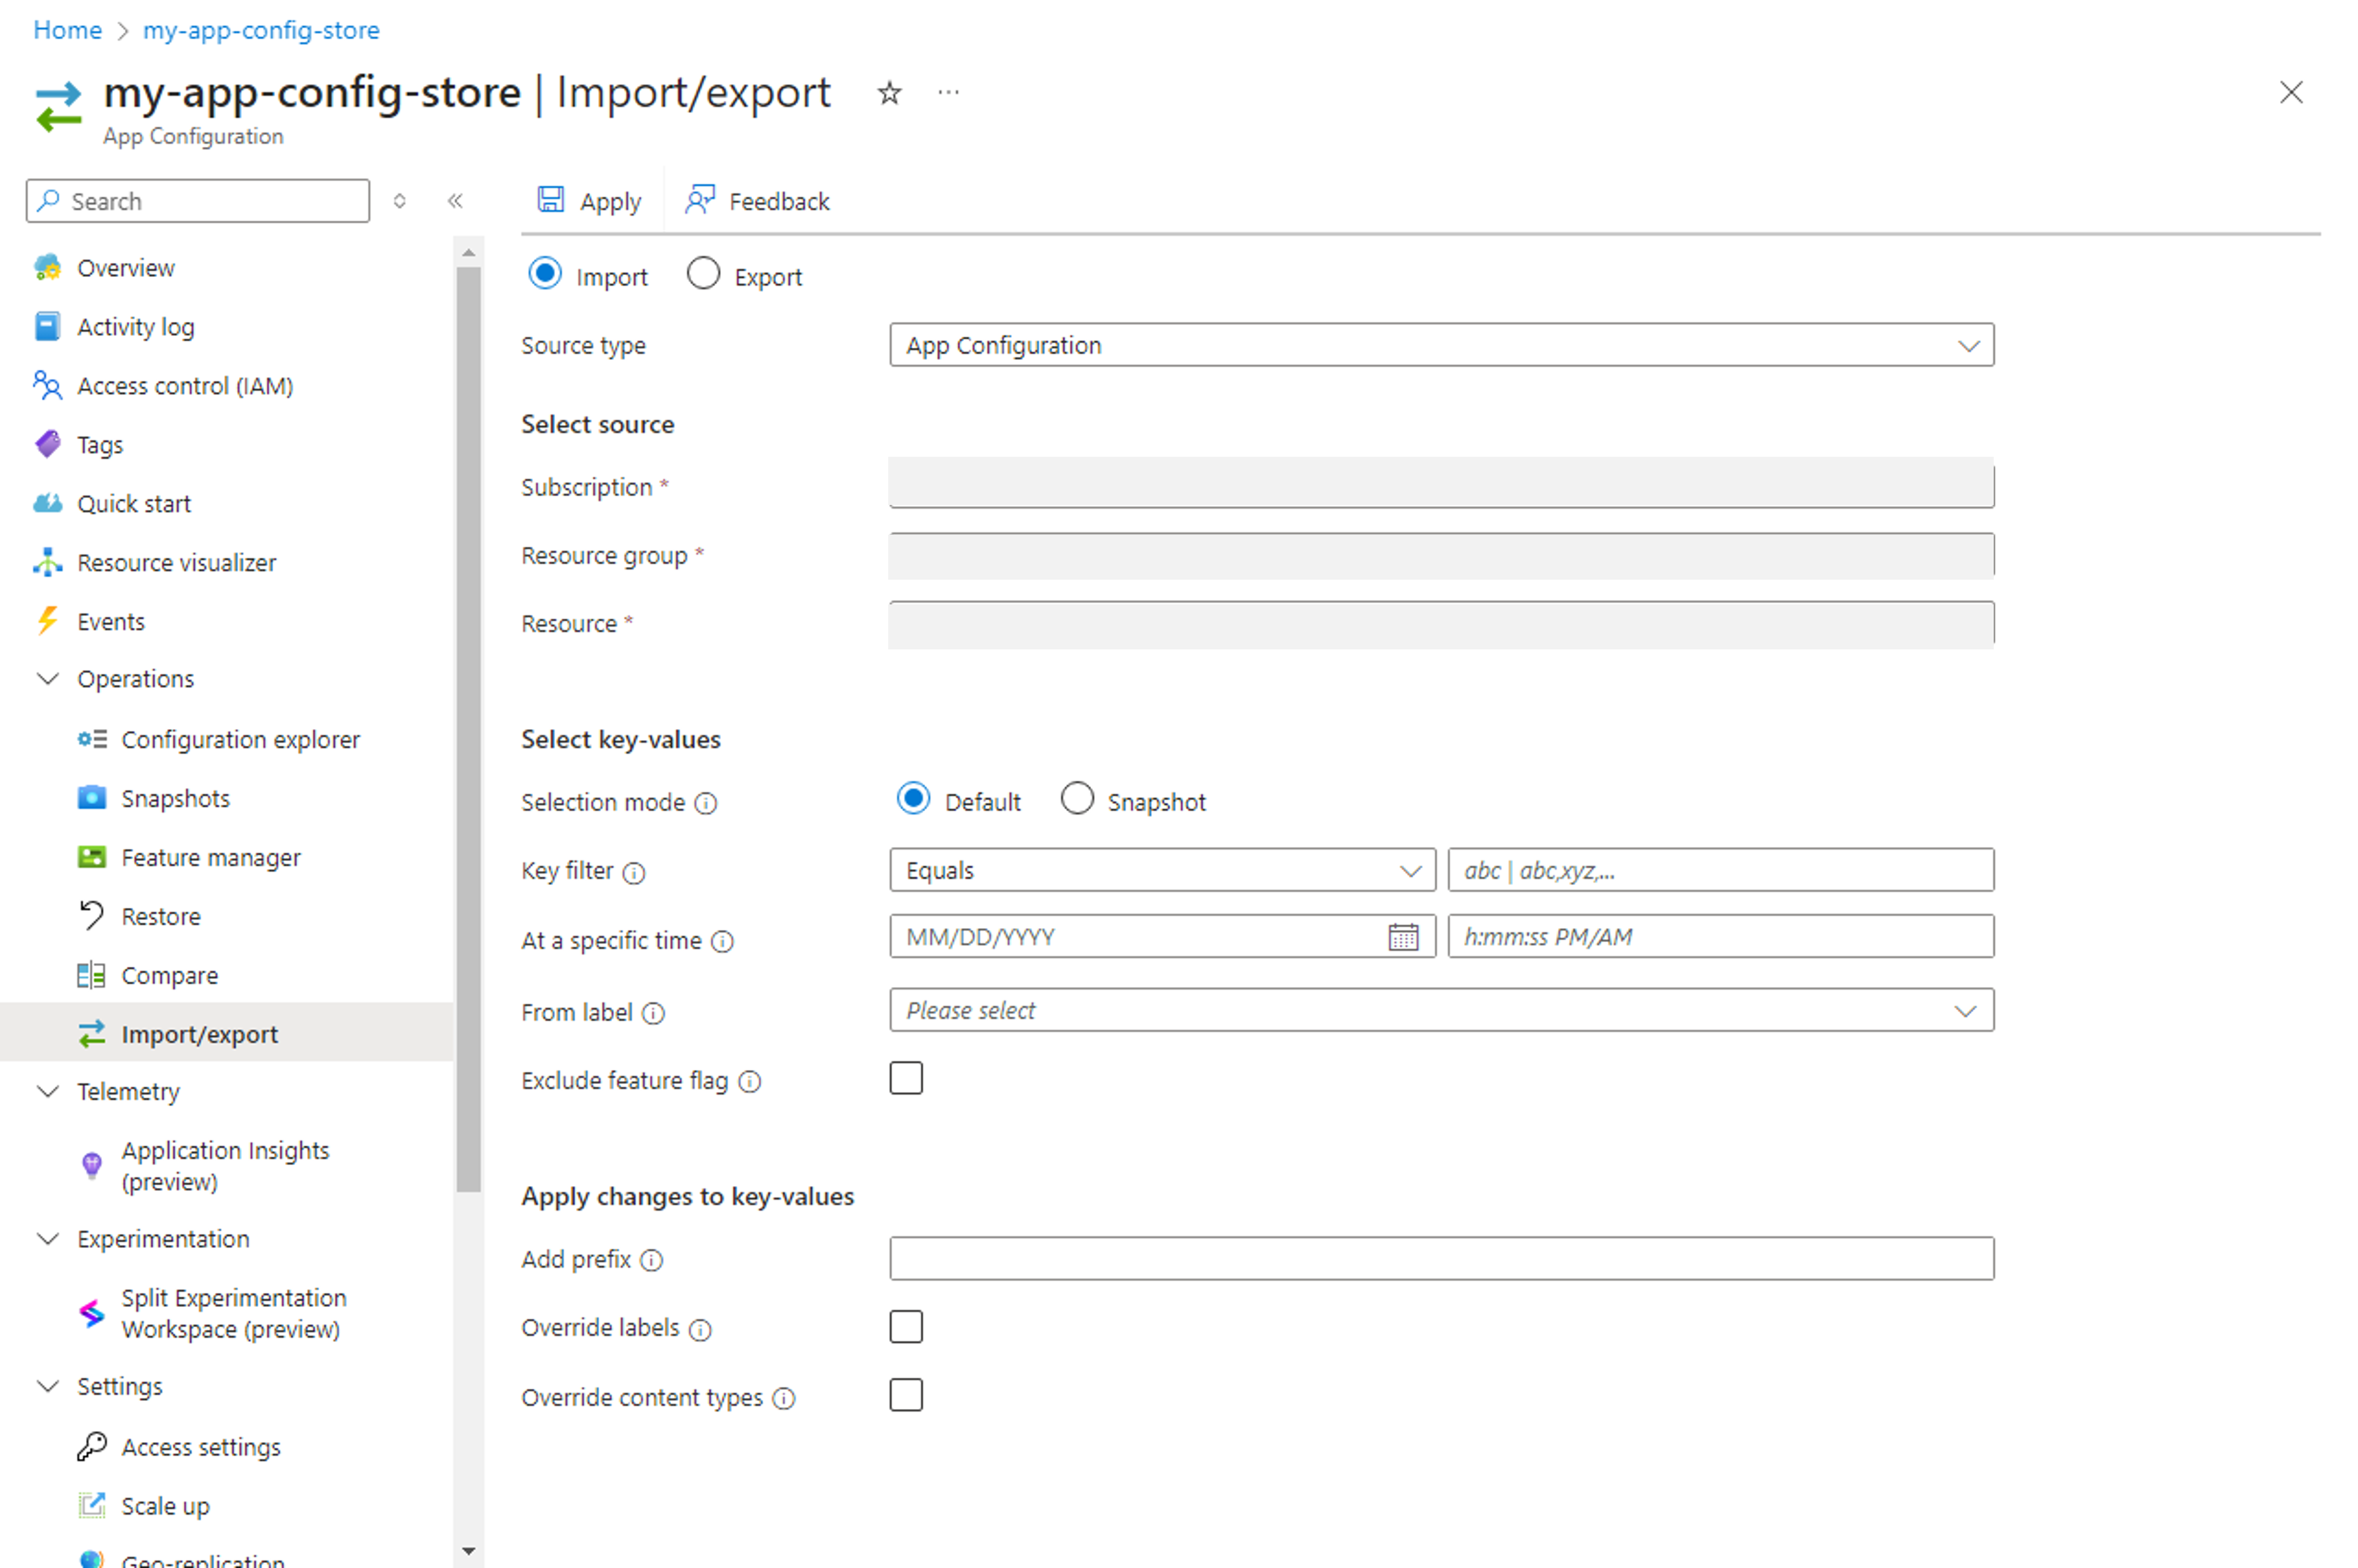 Home > my-app-config-store
my-app-config-store | Import/export
App Configuration
Search
Overview
Activity log
Access control (IAM)
Tags
Quick start
Resource visualizer
Events
Operations
Configuration explorer
Snapshots
Feature manager
Restore
Compare
Import/export
Telemetry
Application Insights
(preview)
Experimentation
Split Experimentation
Workspace (preview)
Settings
Access settings
Scale up
Geo-replication
Apply Feedback
Import Export
Source type App Configuration
Select source
Subscription *
Resource group *
Resource *
Select key-values
Selection mode Default Snapshot
Key filter Equals abc | abc,xyz,...
At a specific time MM/DD/YYYY h:mm:ss PM/AM
From label Please select
Exclude feature flag
Apply changes to key-values
Add prefix
Override labels
Override content types